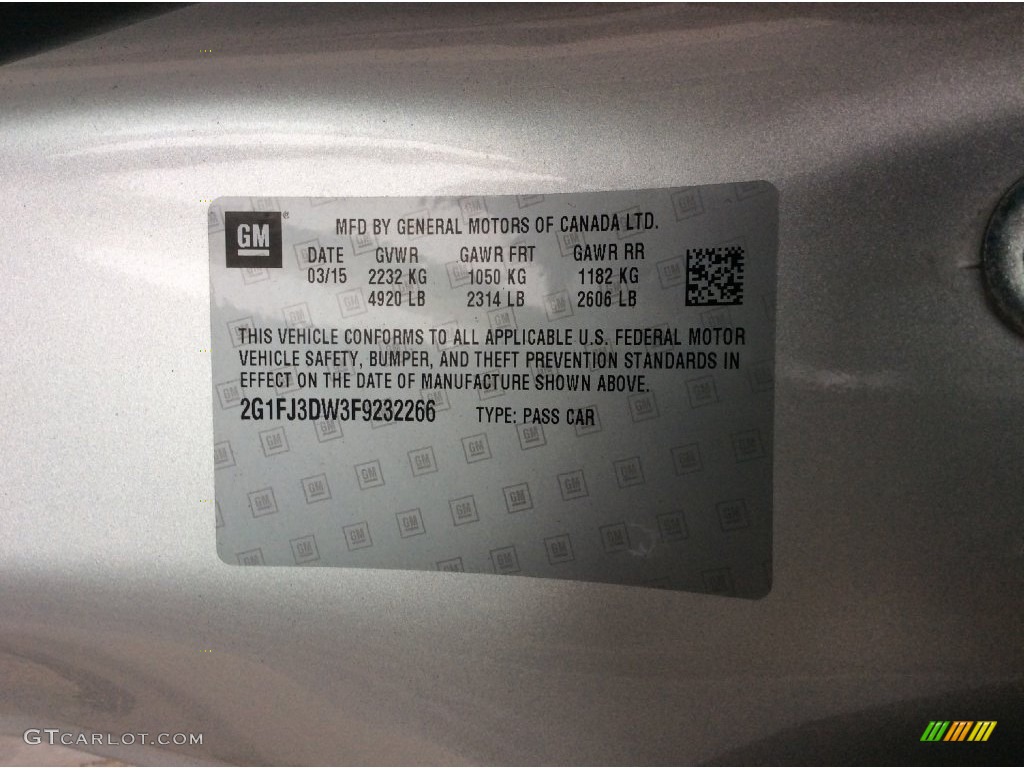 GM®
MFD BY GENERAL MOTORS OF CANADA LTD.
DATE GVWR GAWR FRT GAWR RR
03/15 2232 KG 1050 KG 1182 KG
4920 LB 2314 LB 2606 LB
THIS VEHICLE CONFORMS TO ALL APPLICABLE U.S. FEDERAL MOTOR
VEHICLE SAFETY, BUMPER, AND THEFT PREVENTION STANDARDS IN
EFFECT ON THE DATE OF MANUFACTURE SHOWN ABOVE.
2G1FJ3DW3F9232266 TYPE: PASS CAR
GTCARLOT.COM